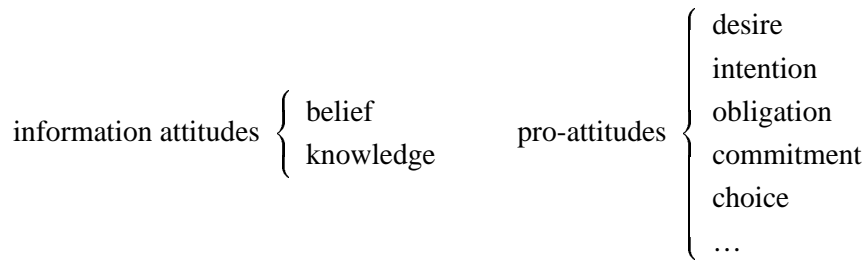 information attitudes
belief
knowledge
pro-attitudes
desire
intention
obligation
commitment
choice
…